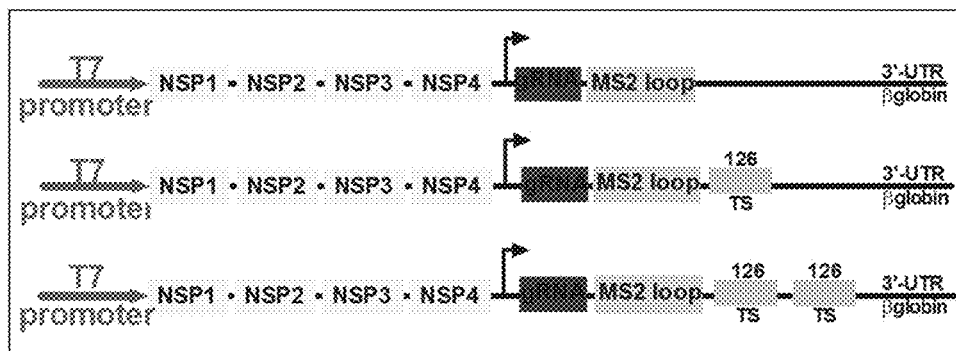 T7
promoter
NSP1 • NSP2 • NSP3 • NSP4
MS2 loop
3'-UTR
βglobin
T7
promoter
NSP1 • NSP2 • NSP3 • NSP4
MS2 loop
126
TS
3'-UTR
βglobin
T7
promoter
NSP1 • NSP2 • NSP3 • NSP4
MS2 loop
126
TS
126
TS
3'-UTR
βglobin